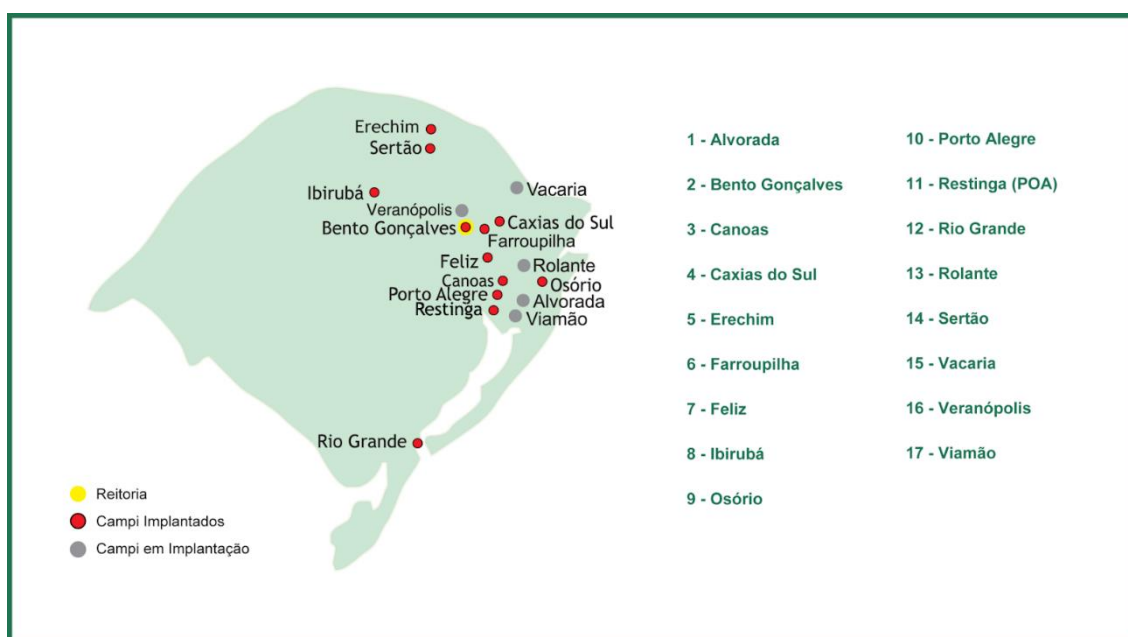 Erechim
Sertão
Ibirubá
Vacaria
Veranópolis
Bento Gonçalves
Caxias do Sul
Farroupilha
Feliz
Rolante
Canoas
Osório
Porto Alegre
Alvorada
Restinga
Viamão
Rio Grande
Reitoria
Campi Implantados
Campi em Implantação
1 - Alvorada
2 - Bento Gonçalves
3 - Canoas
4 - Caxias do Sul
5 - Erechim
6 - Farroupilha
7 - Feliz
8 - Ibirubá
9 - Osório
10 - Porto Alegre
11 - Restinga (POA)
12 - Rio Grande
13 - Rolante
14 - Sertão
15 - Vacaria
16 - Veranópolis
17 - Viamão